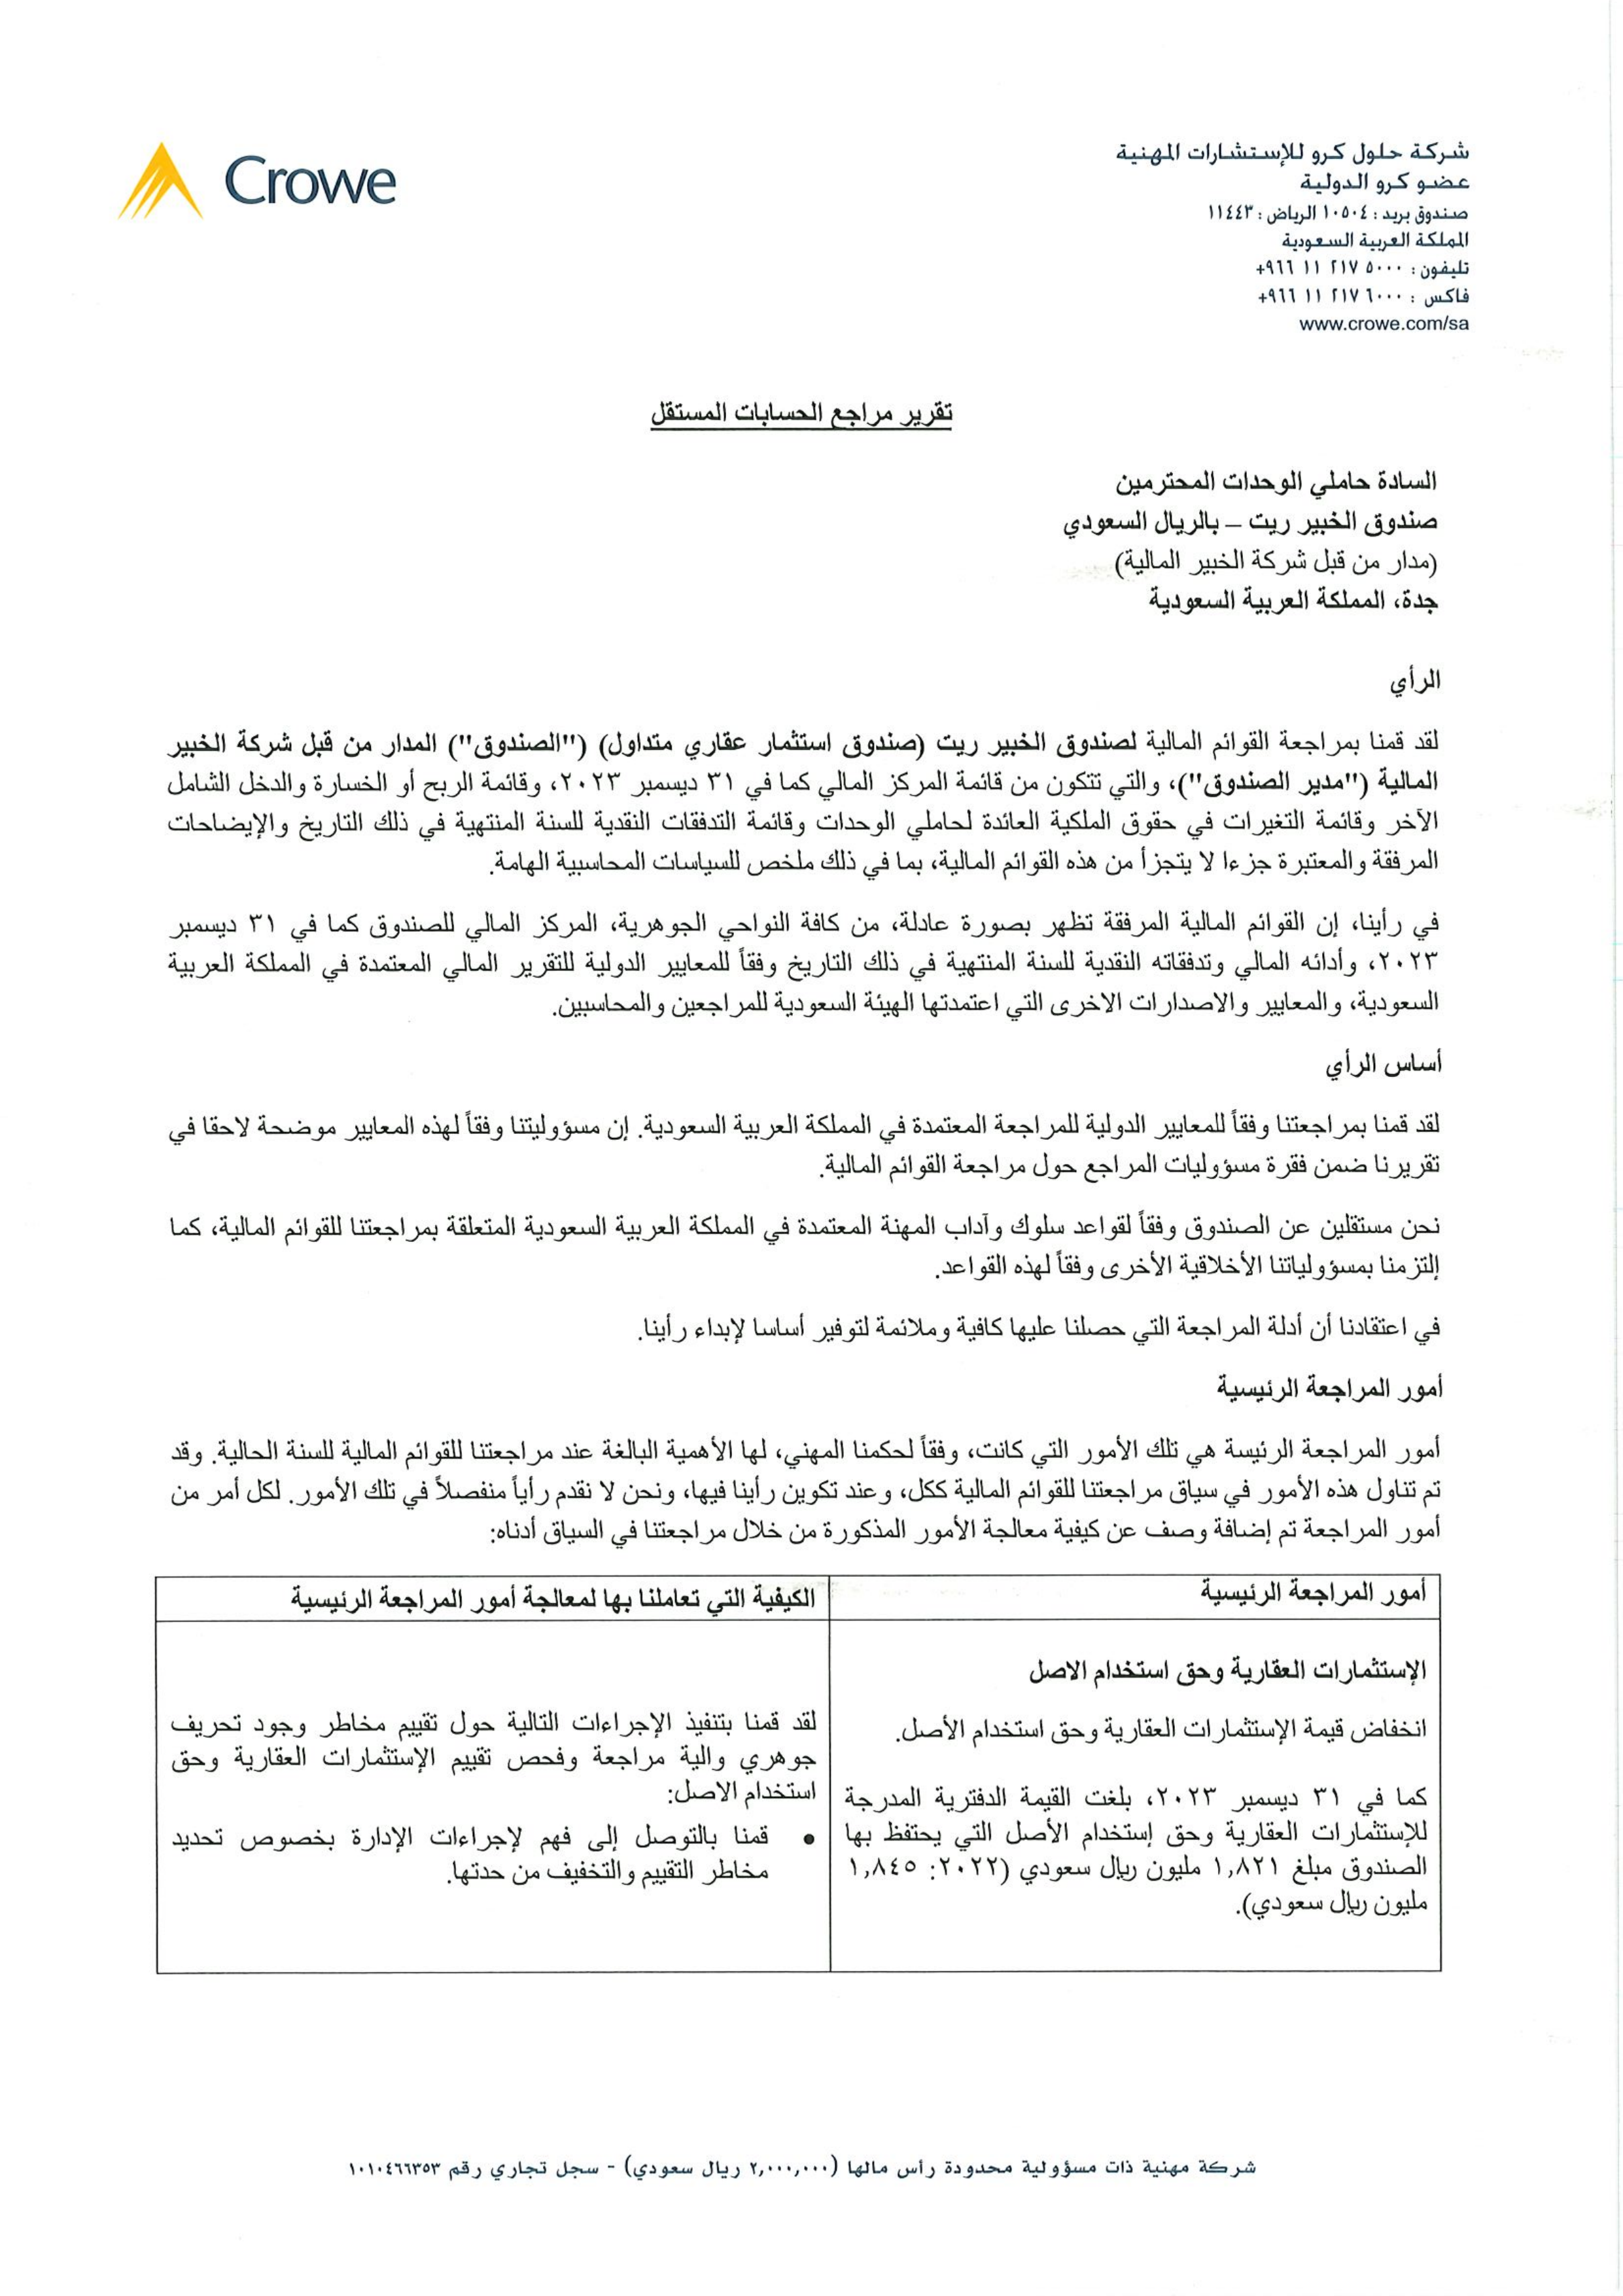 Crowe
شركة حلول كرو للإستشارات المهنية
عضو كرو الدولية
صندوق بريد : ١٠٥٠٤ الرياض : ١١٤٤٣
المملكة العربية السعودية
تليفون : ٥٠٠٠ ٢١٧ ١١ ٩٦٦+
فاكس : ٦٠٠٠ ٢١٧ ١١ ٩٦٦+
www.crowe.com/sa
تقرير مراجع الحسابات المستقل
السادة حاملي الوحدات المحترمين
صندوق الخبير ريت – بالريال السعودي
(مدار من قبل شركة الخبير المالية)
جدة، المملكة العربية السعودية
الرأي
لقد قمنا بمراجعة القوائم المالية لصندوق الخبير ريت (صندوق استثمار عقاري متداول) ("الصندوق") المدار من قبل شركة الخبير
المالية ("مدير الصندوق")، والتي تتكون من قائمة المركز المالي كما في ٣١ ديسمبر ٢٠٢٣، وقائمة الربح أو الخسارة والدخل الشامل
الآخر وقائمة التغيرات في حقوق الملكية العائدة لحاملي الوحدات وقائمة التدفقات النقدية للسنة المنتهية في ذلك التاريخ والإيضاحات
المرفقة والمعتبرة جزءا لا يتجزأ من هذه القوائم المالية، بما في ذلك ملخص للسياسات المحاسبية الهامة.
في رأينا، إن القوائم المالية المرفقة تظهر بصورة عادلة، من كافة النواحي الجوهرية، المركز المالي للصندوق كما في ٣١ ديسمبر
٢٠٢٣، وأدائه المالي وتدفقاته النقدية للسنة المنتهية في ذلك التاريخ وفقاً للمعايير الدولية للتقرير المالي المعتمدة في المملكة العربية
السعودية، والمعايير والاصدارات الاخرى التي اعتمدتها الهيئة السعودية للمراجعين والمحاسبين.
أساس الرأي
لقد قمنا بمراجعتنا وفقاً للمعايير الدولية للمراجعة المعتمدة في المملكة العربية السعودية. إن مسؤوليتنا وفقاً لهذه المعايير موضحة لاحقا في
تقريرنا ضمن فقرة مسؤوليات المراجع حول مراجعة القوائم المالية.
نحن مستقلين عن الصندوق وفقاً لقواعد سلوك وآداب المهنة المعتمدة في المملكة العربية السعودية المتعلقة بمراجعتنا للقوائم المالية، كما
إلتزمنا بمسؤولياتنا الأخلاقية الأخرى وفقاً لهذه القواعد.
في اعتقادنا أن أدلة المراجعة التي حصلنا عليها كافية وملائمة لتوفير أساسا لإبداء رأينا.
أمور المراجعة الرئيسية
أمور المراجعة الرئيسة هي تلك الأمور التي كانت، وفقاً لحكمنا المهني، لها الأهمية البالغة عند مراجعتنا للقوائم المالية للسنة الحالية. وقد
تم تناول هذه الأمور في سياق مراجعتنا للقوائم المالية ككل، وعند تكوين رأينا فيها، ونحن لا نقدم رأياً منفصلاً في تلك الأمور. لكل أمر من
أمور المراجعة تم إضافة وصف عن كيفية معالجة الأمور المذكورة من خلال مراجعتنا في السياق أدناه:
أمور المراجعة الرئيسية
الإستثمارات العقارية وحق استخدام الاصل
انخفاض قيمة الإستثمارات العقارية وحق استخدام الأصل.
كما في ٣١ ديسمبر ٢٠٢٣، بلغت القيمة الدفترية المدرجة
للإستثمارات العقارية وحق إستخدام الأصل التي يحتفظ بها
الصندوق مبلغ ١,٨٢١ مليون ريال سعودي (٢٠٢٢: ١,٨٤٥
مليون ريال سعودي).
الكيفية التي تعاملنا بها لمعالجة أمور المراجعة الرئيسية
لقد قمنا بتنفيذ الإجراءات التالية حول تقييم مخاطر وجود تحريف
جوهري والية مراجعة وفحص تقييم الإستثمارات العقارية وحق
استخدام الاصل:
• قمنا بالتوصل إلى فهم لإجراءات الإدارة بخصوص تحديد
مخاطر التقييم والتخفيف من حدتها.
شركة مهنية ذات مسؤولية محدودة رأس مالها (٢,٠٠٠,٠٠٠ ريال سعودي) - سجل تجاري رقم ١٠١٠٤٦٦٣٥٣